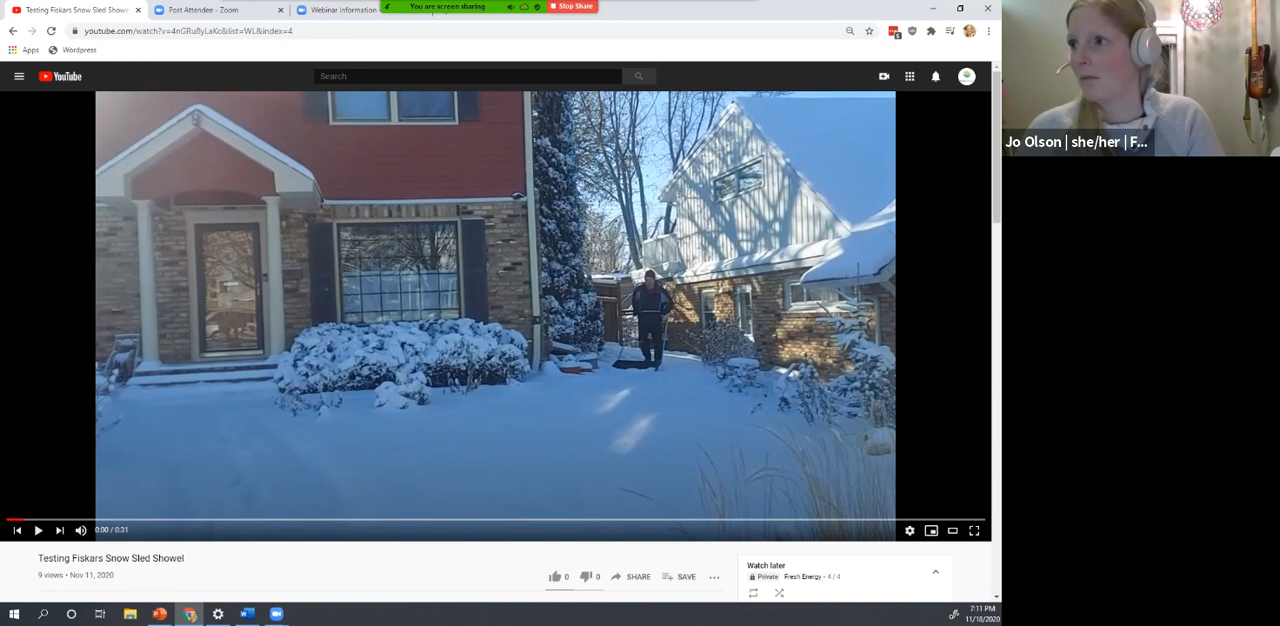 Testing Fiskars Snow Sled Showe
Post Attendee - Zoom
Webinar Information
You are screen sharing
Stop Share
youtube.com/watch?v=4nGRu8yLaKc&list=WL&index=4
Apps
Wordpress
YouTube
Search
Jo Olson | she/her | F...
0:00 / 0:31
Testing Fiskars Snow Sled Shovel
9 views • Nov 11, 2020
0
0
SHARE
SAVE
Watch later
Private
Fresh Energy - 4 / 4
7:11 PM
11/18/2020